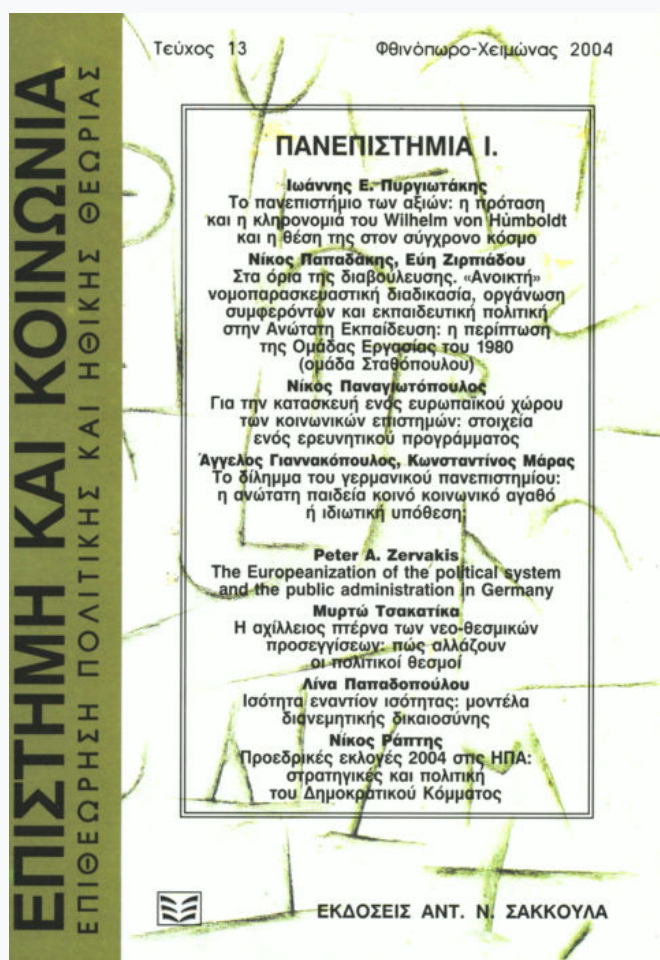 ΕΠΙΣΤΗΜΗ ΚΑΙ ΚΟΙΝΩΝΙΑ
ΕΠΙΘΕΩΡΗΣΗ ΠΟΛΙΤΙΚΗΣ ΚΑΙ ΗΘΙΚΗΣ ΘΕΩΡΙΑΣ
Τεύχος 13 Φθινόπωρο-Χειμώνας 2004
ΠΑΝΕΠΙΣΤΗΜΙΑ Ι.
Ιωάννης Ε. Πυργιωτάκης
Το πανεπιστήμιο των αξιών: η πρόταση
και η κληρονομιά του Wilhelm von Humboldt
και η θέση της στον σύγχρονο κόσμο
Νίκος Παπαδάκης, Εύη Ζιρπιάδου
Στα όρια της διαβούλευσης. «Ανοικτή»
νομοπαρασκευαστική διαδικασία, οργάνωση
συμφερόντων και εκπαιδευτική πολιτική
στην Ανώτατη Εκπαίδευση: η περίπτωση
της Ομάδας Εργασίας του 1980
(ομάδα Σταθόπουλου)
Νίκος Παναγιωτόπουλος
Για την κατασκευή ενός ευρωπαϊκού χώρου
των κοινωνικών επιστημών: στοιχεία
ενός ερευνητικού προγράμματος
Άγγελος Γιαννακόπουλος, Κωνσταντίνος Μάρας
Το δίλημμα του γερμανικού πανεπιστημίου:
η ανώτατη παιδεία κοινό κοινωνικό αγαθό
ή ιδιωτική υπόθεση;
Peter A. Zervakis
The Europeanization of the political system
and the public administration in Germany
Μυρτώ Τσακατίκα
Η αχίλλειος πτέρνα των νεο-θεσμικών
προσεγγίσεων: πώς αλλάζουν
οι πολιτικοί θεσμοί
Λίνα Παπαδοπούλου
Ισότητα εναντίον ισότητας: μοντέλα
διανεμητικής δικαιοσύνης
Νίκος Ράπτης
Προεδρικές εκλογές 2004 στις ΗΠΑ:
στρατηγικές και πολιτική
του Δημοκρατικού Κόμματος
ΕΚΔΟΣΕΙΣ ΑΝΤ. Ν. ΣΑΚΚΟΥΛΑ